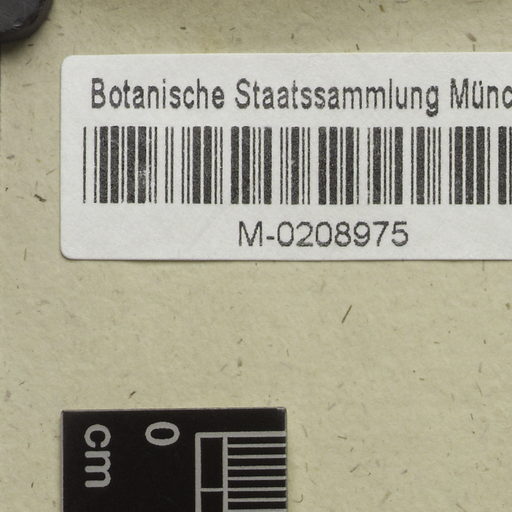 Botanische Staatssammlung Münc
M-0208975
0
cm